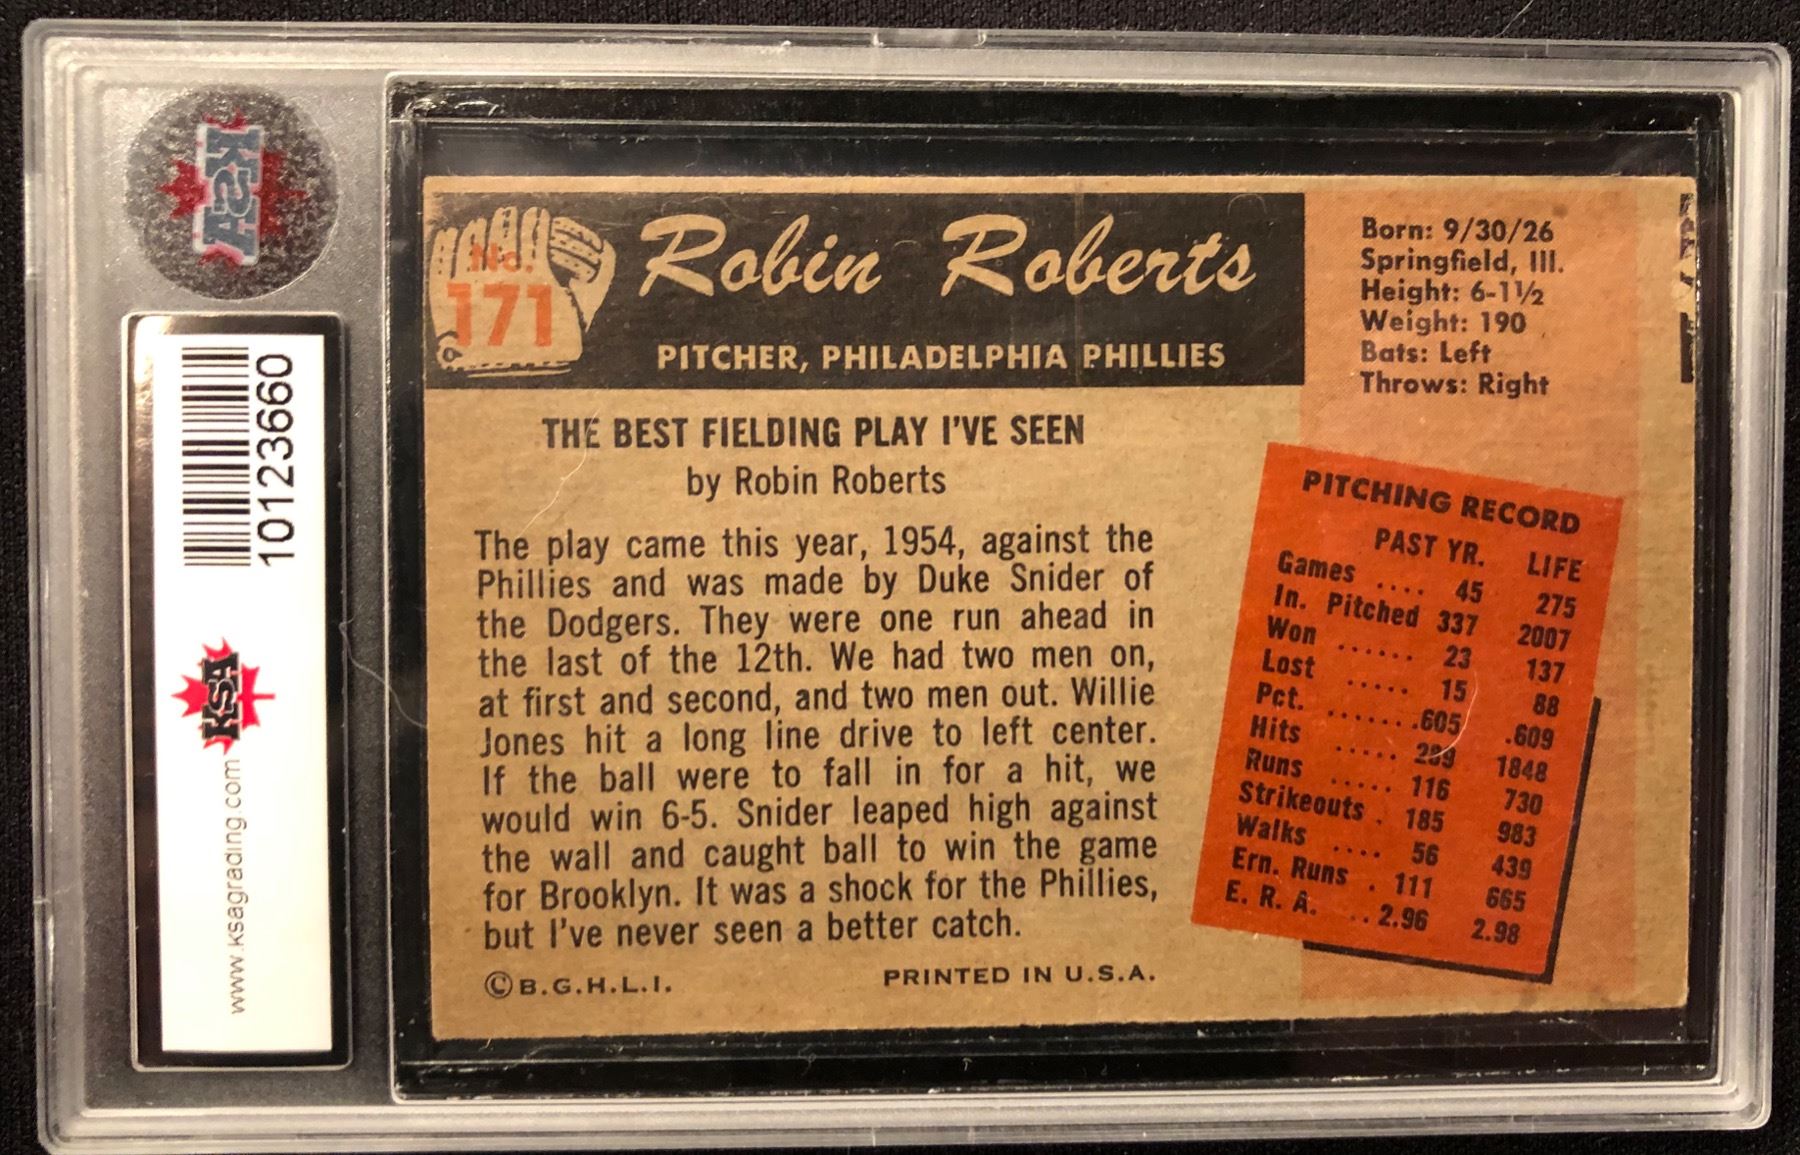 KSA
10123660
KSA
www.ksagrading.com
No.
171
Robin Roberts
PITCHER, PHILADELPHIA PHILLIES
Born: 9/30/26
Springfield, Ill.
Height: 6-1½
Weight: 190
Bats: Left
Throws: Right
THE BEST FIELDING PLAY I'VE SEEN
by Robin Roberts
The play came this year, 1954, against the
Phillies and was made by Duke Snider of
the Dodgers. They were one run ahead in
the last of the 12th. We had two men on,
at first and second, and two men out. Willie
Jones hit a long line drive to left center.
If the ball were to fall in for a hit, we
would win 6-5. Snider leaped high against
the wall and caught ball to win the game
for Brooklyn. It was a shock for the Phillies,
but I've never seen a better catch.
©B.G.H.L.I. PRINTED IN U.S.A.
PITCHING RECORD
PAST YR. LIFE
Games .... 45 275
In. Pitched 337 2007
Won ...... 23 137
Lost ..... 15 88
Pct. .......605 .609
Hits ..... 289 1848
Runs ..... 116 730
Strikeouts . 185 983
Walks .... 56 439
Ern. Runs . 111 665
E. R. A. .. 2.96 2.98